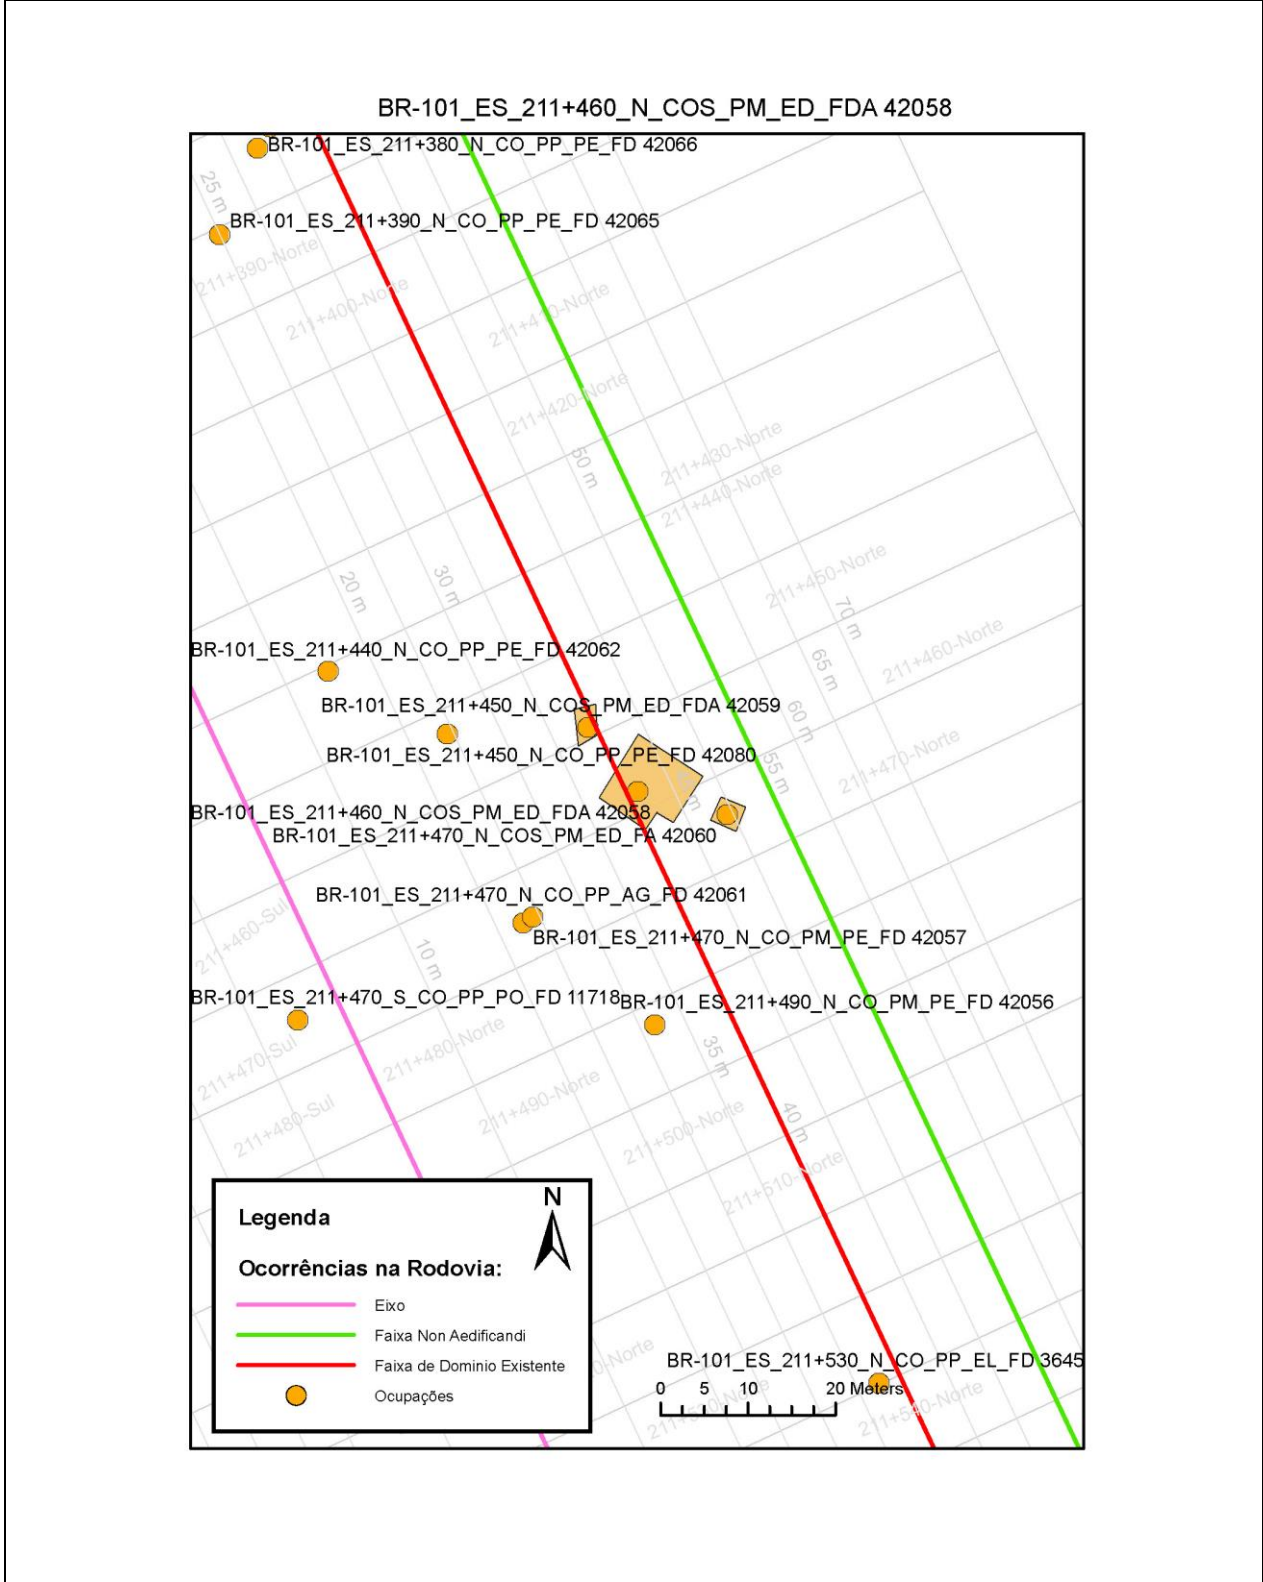 BR-101_ES_211+460_N_COS_PM_ED_FDA 42058
BR-101_ES_211+380_N_CO_PP_PE_FD 42066
25 m
BR-101_ES_211+390_N_CO_PP_PE_FD 42065
211+390-Norte
211+400-Norte
211+410-Norte
211+420-Norte
211+430-Norte
50 m
211+440-Norte
211+450-Norte
20 m
30 m
70 m
211+460-Norte
BR-101_ES_211+440_N_CO_PP_PE_FD 42062
65 m
BR-101_ES_211+450_N_COS_PM_ED_FDA 42059
60 m
BR-101_ES_211+450_N_CO_PP_PE_FD 42080
211+470-Norte
55 m
BR-101_ES_211+460_N_COS_PM_ED_FDA 42058
BR-101_ES_211+470_N_COS_PM_ED_FA 42060
BR-101_ES_211+470_N_CO_PP_AG_FD 42061
211+460-Sul
BR-101_ES_211+470_N_CO_PM_PE_FD 42057
10 m
BR-101_ES_211+470_S_CO_PP_PO_FD 11718
BR-101_ES_211+490_N_CO_PM_PE_FD 42056
211+480-Norte
35 m
211+470-Sul
211+490-Norte
211+480-Sul
40 m
211+500-Norte
211+510-Norte
N
Legenda
Ocorrências na Rodovia:
Eixo
Faixa Non Aedificandi
Faixa de Dominio Existente
Ocupações
BR-101_ES_211+530_N_CO_PP_EL_FD 3645
0 5 10 20 Meters
211+540-Norte